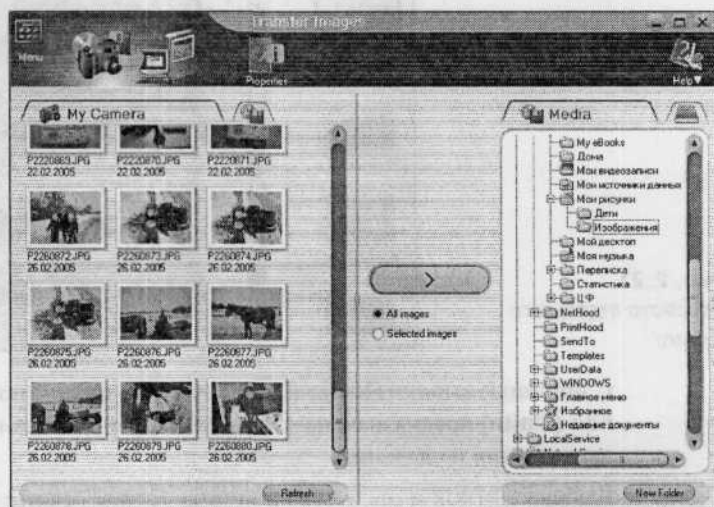 Transfer Images
Menu
Properties
Help
My Camera
P2220869.JPG P2220870.JPG P2220871.JPG
22.02.2005 22.02.2005 22.02.2005
P2260872.JPG P2260873.JPG P2260874.JPG
26.02.2005 26.02.2005 26.02.2005
P2260875.JPG P2260876.JPG P2260877.JPG
26.02.2005 26.02.2005 26.02.2005
P2260878.JPG P2260879.JPG P2260880.JPG
26.02.2005 26.02.2005 26.02.2005
Refresh
>
All images
Selected images
Media
My eBooks
Дома
Мои видеозаписи
Мои источники данных
Мои рисунки
Дети
Изображения
Мой десктоп
Моя музыка
Переписка
Статистика
ЦФ
NetHood
PrintHood
SendTo
Templates
UserData
WINDOWS
Главное меню
Избранное
Недавние документы
LocalService
New Folder